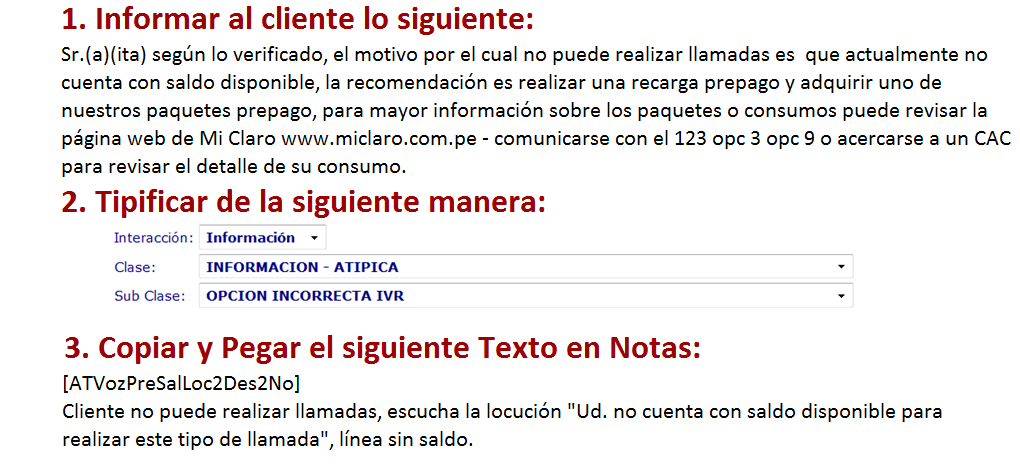 1. Informar al cliente lo siguiente:
Sr.(a)(ita) según lo verificado, el motivo por el cual no puede realizar llamadas es  que actualmente no
cuenta con saldo disponible, la recomendación es realizar una recarga prepago y adquirir uno de
nuestros paquetes prepago, para mayor información sobre los paquetes o consumos puede revisar la
página web de Mi Claro www.miclaro.com.pe - comunicarse con el 123 opc 3 opc 9 o acercarse a un CAC
para revisar el detalle de su consumo.
2. Tipificar de la siguiente manera:
Interacción: Información
Clase: INFORMACION - ATIPICA
Sub Clase: OPCION INCORRECTA IVR
3. Copiar y Pegar el siguiente Texto en Notas:
[ATVozPreSalLoc2Des2No]
Cliente no puede realizar llamadas, escucha la locución "Ud. no cuenta con saldo disponible para
realizar este tipo de llamada", línea sin saldo.